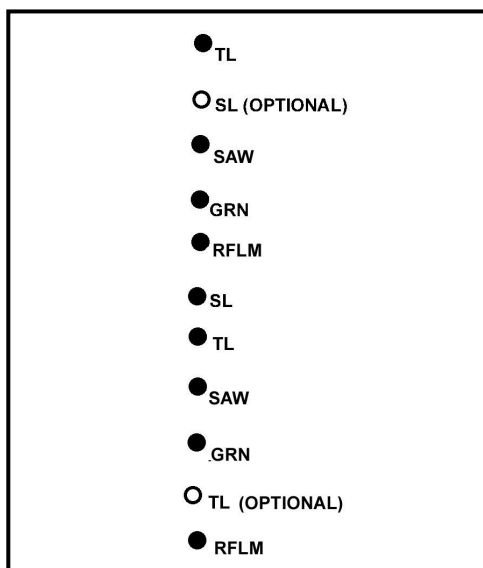 TL
SL (OPTIONAL)
SAW
GRN
RFLM
SL
TL
SAW
GRN
TL (OPTIONAL)
RFLM